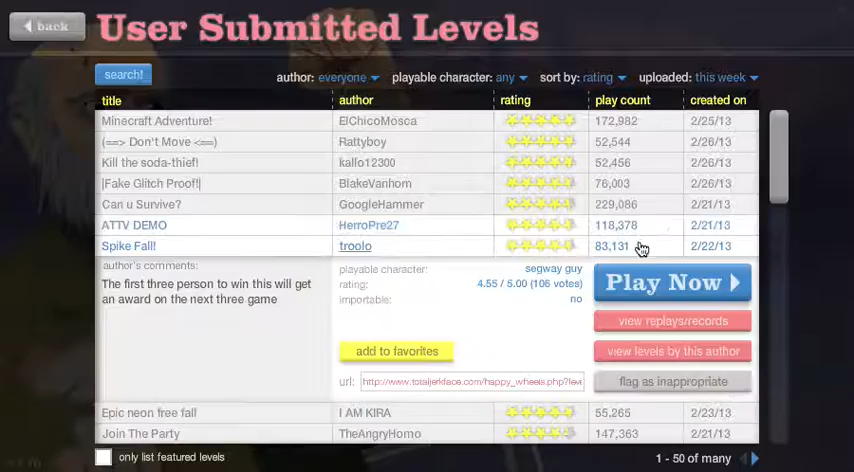 back
User Submitted Levels
search!
author: everyone playable character: any sort by: rating uploaded: this week
title author rating play count created on
Minecraft Adventure! ElChicoMosca 172,982 2/25/13
(==> Don't Move <==) Rattyboy 52,544 2/26/13
Kill the soda-thief! kallo12300 52,456 2/26/13
|Fake Glitch Proof!| BlakeVanhorn 76,003 2/26/13
Can u Survive? GoogleHammer 229,086 2/21/13
ATTV DEMO HerroPre27 118,378 2/21/13
Spike Fall! troolo 83,131 2/22/13
author's comments:
The first three person to win this will get
an award on the next three game
playable character: segway guy
rating: 4.55 / 5.00 (106 votes)
importable: no
add to favorites
url: http://www.totaljerkface.com/happy_wheels.php?leve
Play Now
view replays/records
view levels by this author
flag as inappropriate
Epic neon free fall I AM KIRA 55,265 2/23/13
Join The Party TheAngryHomo 147,363 2/21/13
only list featured levels
1 - 50 of many